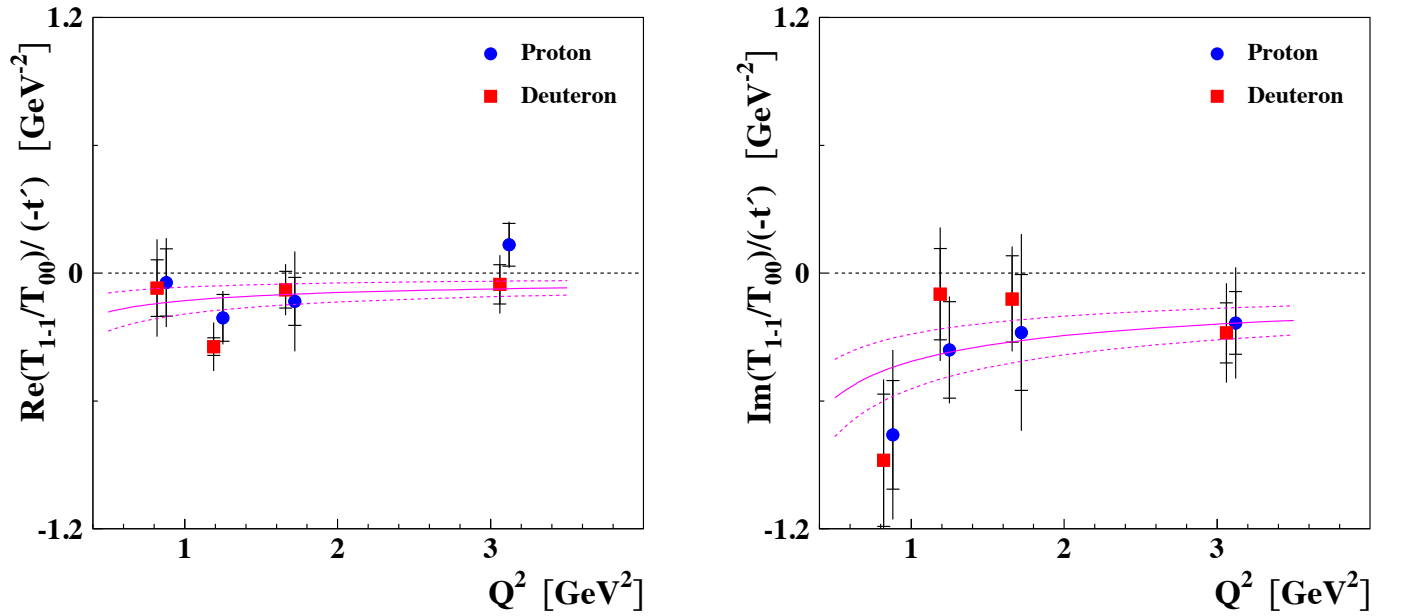 Re(T₁₋₁/T₀₀)/ (-t´) [GeV⁻²]
1.2
0
-1.2
Proton
Deuteron
1 2 3
Q² [GeV²]
Im(T₁₋₁/T₀₀)/(-t´) [GeV⁻²]
1.2
0
-1.2
Proton
Deuteron
1 2 3
Q² [GeV²]